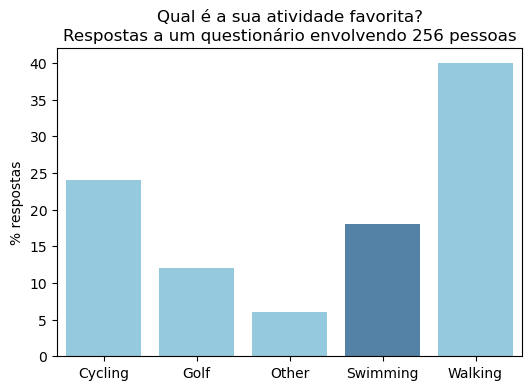 Qual é a sua atividade favorita?
Respostas a um questionário envolvendo 256 pessoas
% respostas
40
35
30
25
20
15
10
5
0
Cycling Golf Other Swimming Walking